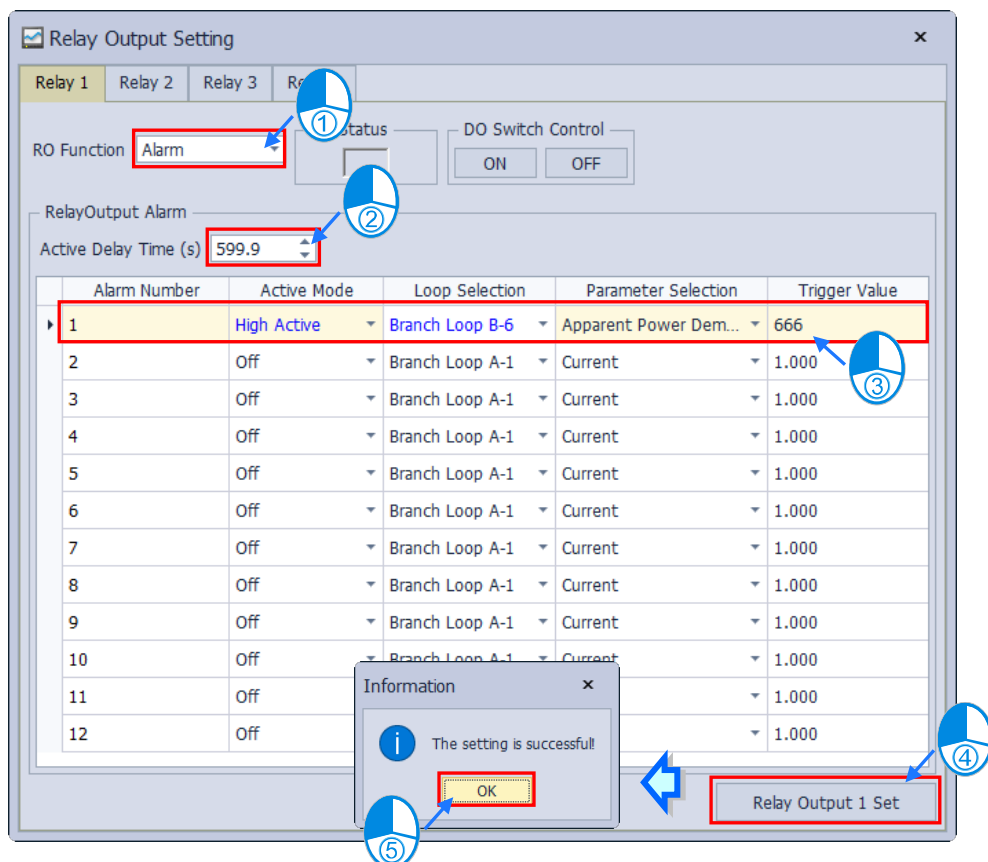 Relay Output Setting ×
Relay 1 Relay 2 Relay 3 Re
① Status DO Switch Control
RO Function Alarm ON OFF
②
RelayOutput Alarm
Active Delay Time (s) 599.9
Alarm Number Active Mode Loop Selection Parameter Selection Trigger Value
1 High Active Branch Loop B-6 Apparent Power Dem... 666
2 Off Branch Loop A-1 Current 1.000
③
3 Off Branch Loop A-1 Current 1.000
4 Off Branch Loop A-1 Current 1.000
5 Off Branch Loop A-1 Current 1.000
6 Off Branch Loop A-1 Current 1.000
7 Off Branch Loop A-1 Current 1.000
8 Off Branch Loop A-1 Current 1.000
9 Off Branch Loop A-1 Current 1.000
10 Off Branch Loop A-1 Current 1.000
11 Off 1.000
12 Off 1.000
Information ×
The setting is successful!
OK
④
Relay Output 1 Set
⑤